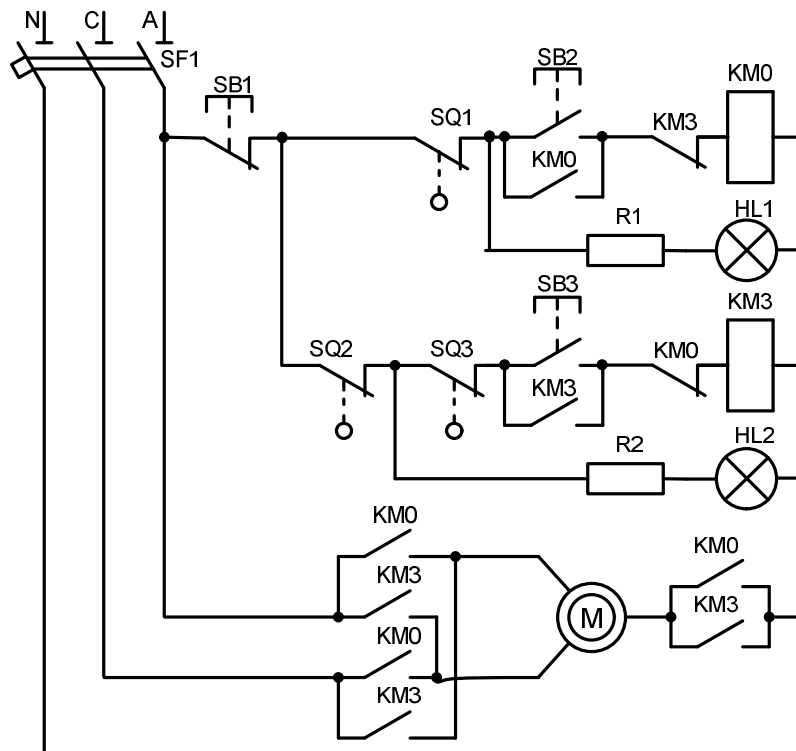 N C A
SF1
SB1
SB2
KM0
SQ1
KM3
KM0
R1
HL1
SB3
KM3
SQ2
SQ3
KM0
KM3
R2
HL2
KM0
KM0
KM3
KM3
M
KM0
KM3